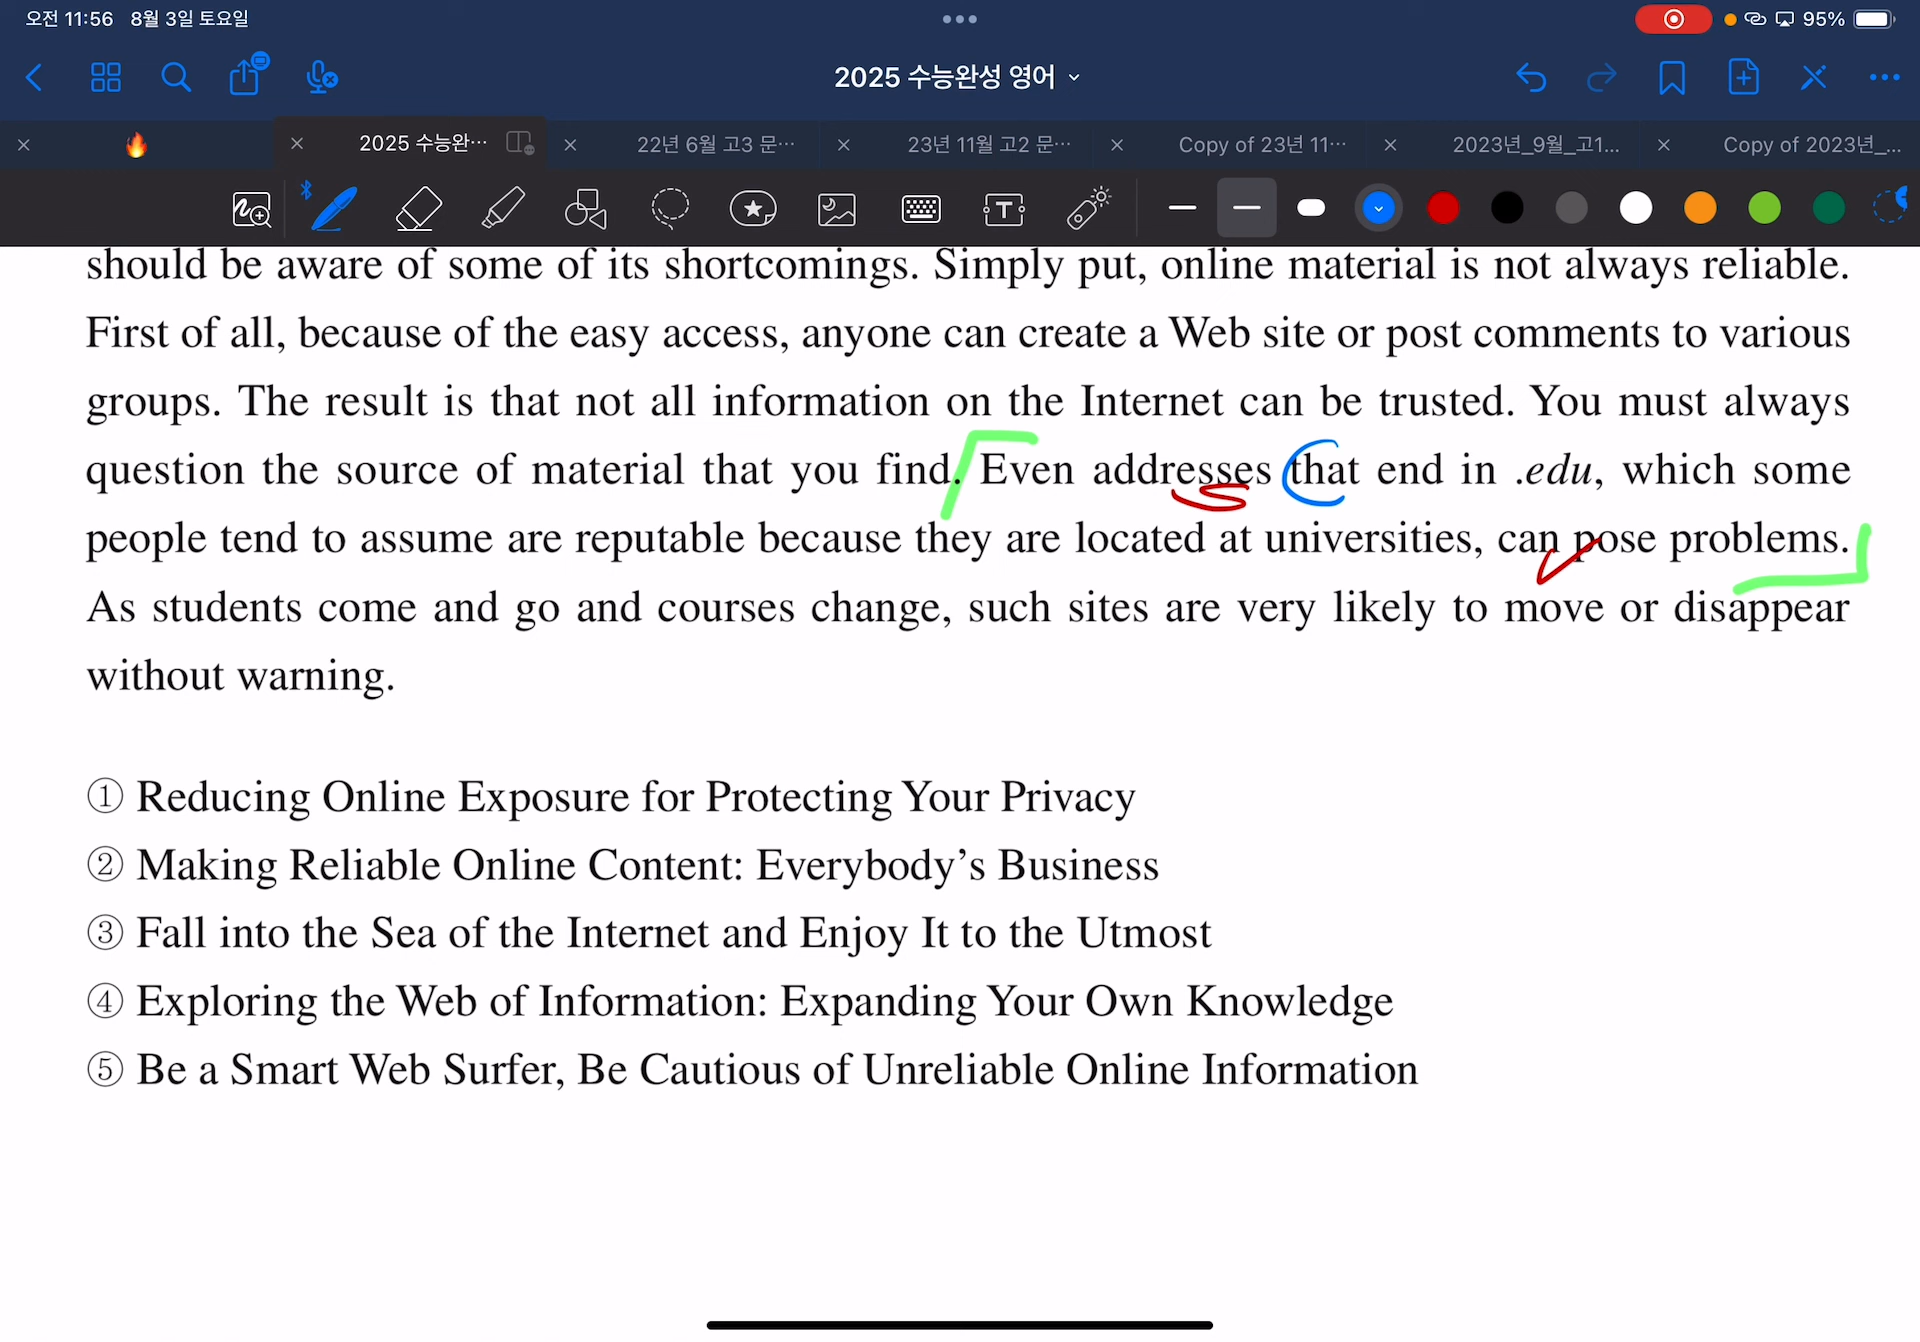 오전 11:56 8월 3일 토요일
95%
2025 수능완성 영어
2025 수능완···
22년 6월 고3 문···
23년 11월 고2 문···
Copy of 23년 11···
2023년_9월_고1...
Copy of 2023년_...
should be aware of some of its shortcomings. Simply put, online material is not always reliable.
First of all, because of the easy access, anyone can create a Web site or post comments to various
groups. The result is that not all information on the Internet can be trusted. You must always
question the source of material that you find. Even addresses that end in .edu, which some
people tend to assume are reputable because they are located at universities, can pose problems.
As students come and go and courses change, such sites are very likely to move or disappear
without warning.
① Reducing Online Exposure for Protecting Your Privacy
② Making Reliable Online Content: Everybody’s Business
③ Fall into the Sea of the Internet and Enjoy It to the Utmost
④ Exploring the Web of Information: Expanding Your Own Knowledge
⑤ Be a Smart Web Surfer, Be Cautious of Unreliable Online Information